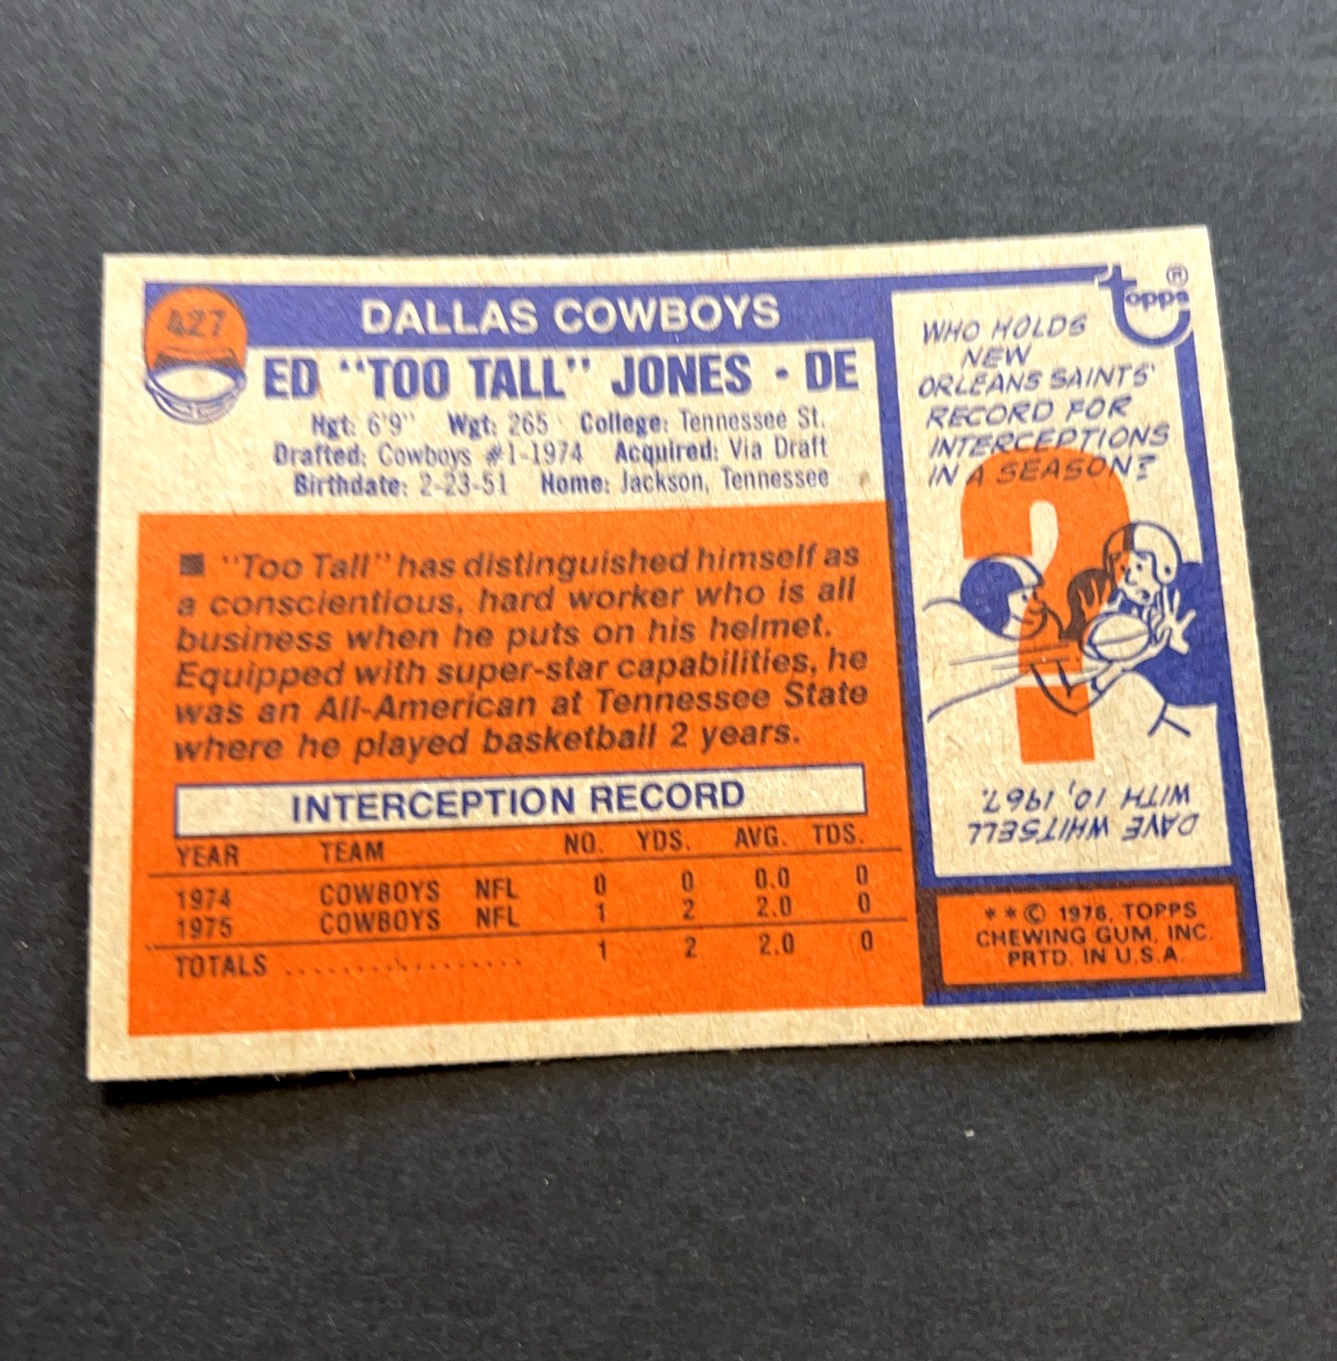 427
DALLAS COWBOYS
ED "TOO TALL" JONES - DE
Hgt: 6'9" Wgt: 265 College: Tennessee St.
Drafted: Cowboys #1-1974 Acquired: Via Draft
Birthdate: 2-23-51 Home: Jackson, Tennessee
■ "Too Tall" has distinguished himself as
a conscientious, hard worker who is all
business when he puts on his helmet.
Equipped with super-star capabilities, he
was an All-American at Tennessee State
where he played basketball 2 years.
INTERCEPTION RECORD
YEAR TEAM NO. YDS. AVG. TDS.
1974 COWBOYS NFL 0 0 0.0 0
1975 COWBOYS NFL 1 2 2.0 0
TOTALS .................. 1 2 2.0 0
topps®
WHO HOLDS
NEW
ORLEANS SAINTS'
RECORD FOR
INTERCEPTIONS
IN A SEASON?
?
DAVE WHITSELL
WITH 10, 1967.
**© 1976, TOPPS
CHEWING GUM, INC.
PRTD. IN U.S.A.